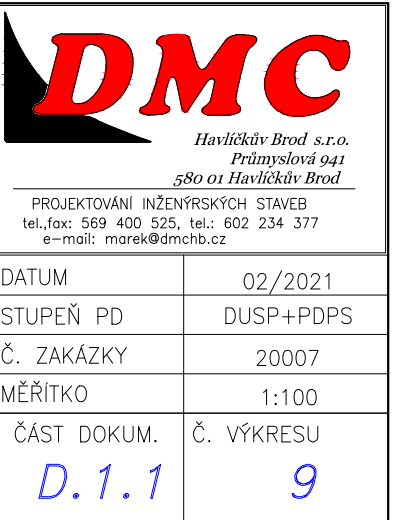 DMC
Havlíčkův Brod s.r.o.
Průmyslová 941
580 01 Havlíčkův Brod
PROJEKTOVÁNÍ INŽENÝRSKÝCH STAVEB
tel.,fax: 569 400 525, tel.: 602 234 377
e-mail: marek@dmchb.cz
DATUM 02/2021
STUPEŇ PD DUSP+PDPS
Č. ZAKÁZKY 20007
MĚŘÍTKO 1:100
ČÁST DOKUM. Č. VÝKRESU
D.1.1 9